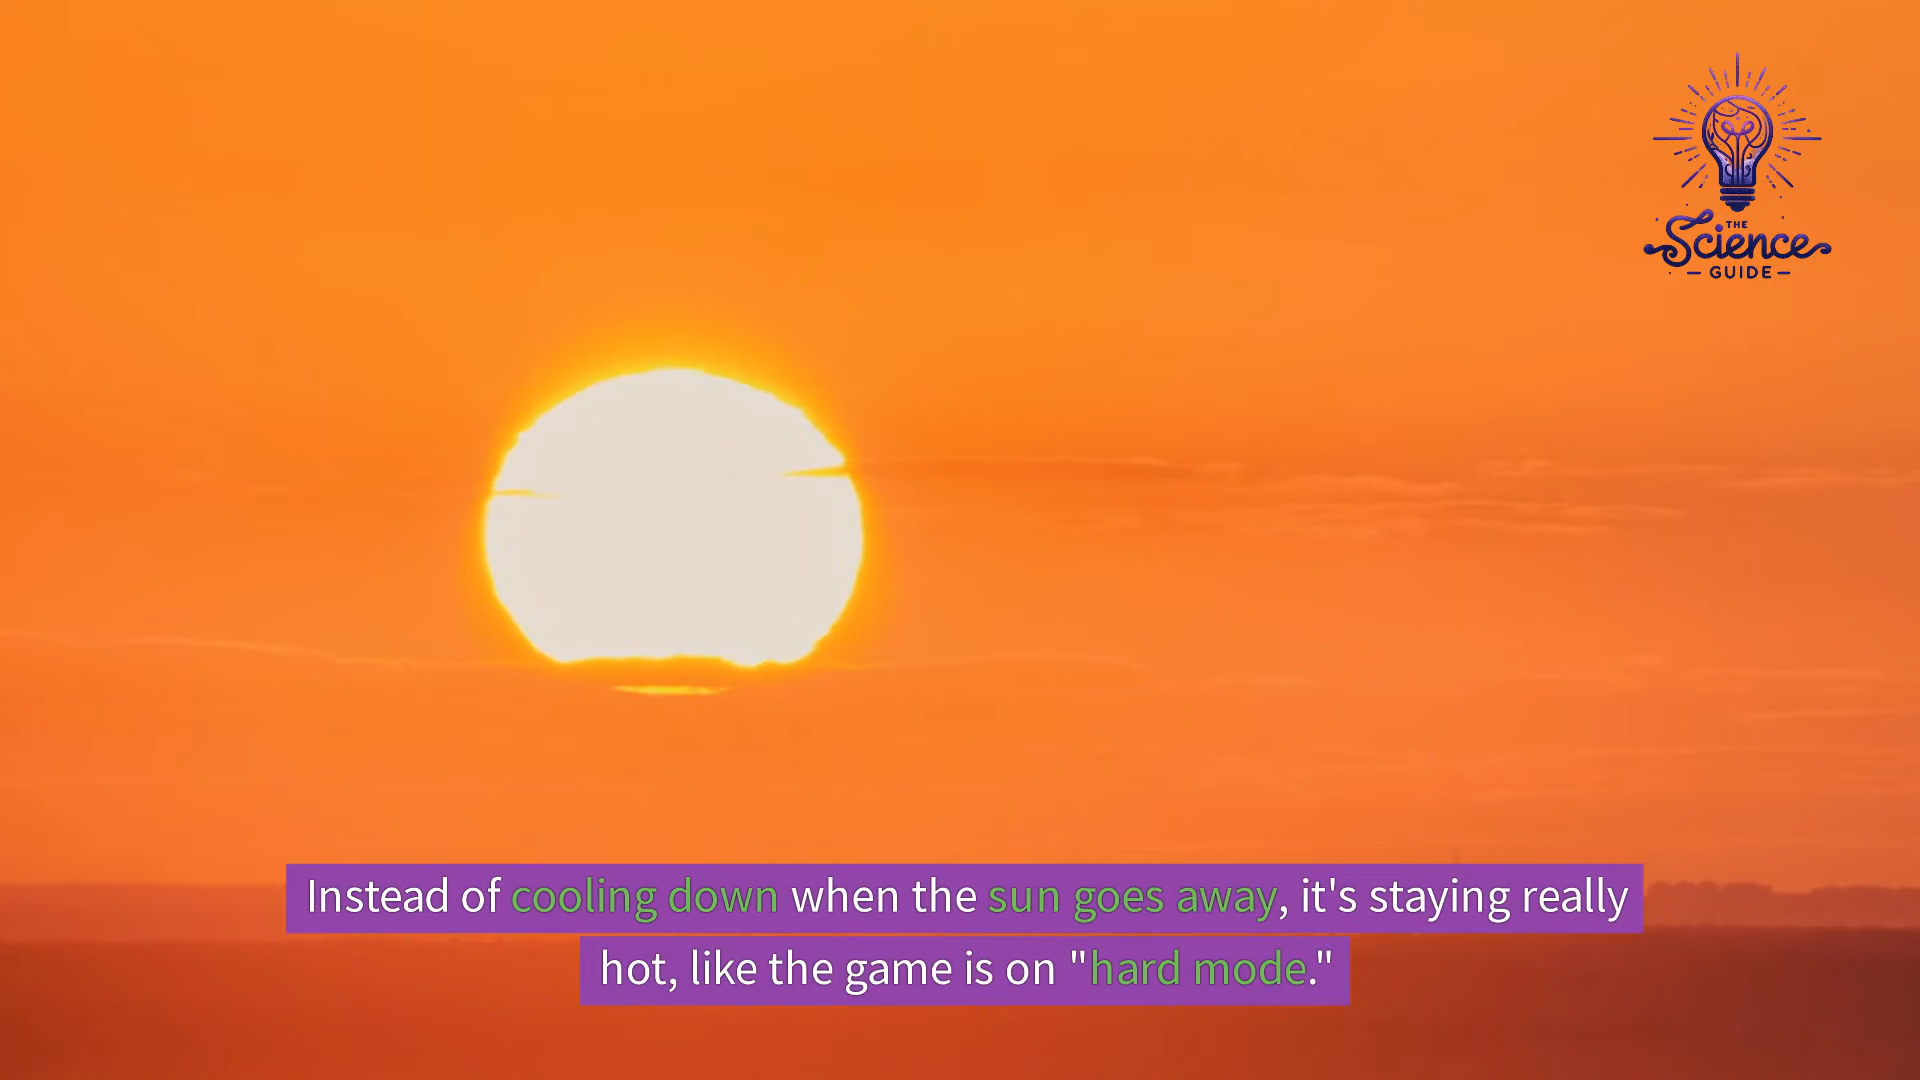 THE
Science
GUIDE
Instead of cooling down when the sun goes away, it's staying really
hot, like the game is on "hard mode."